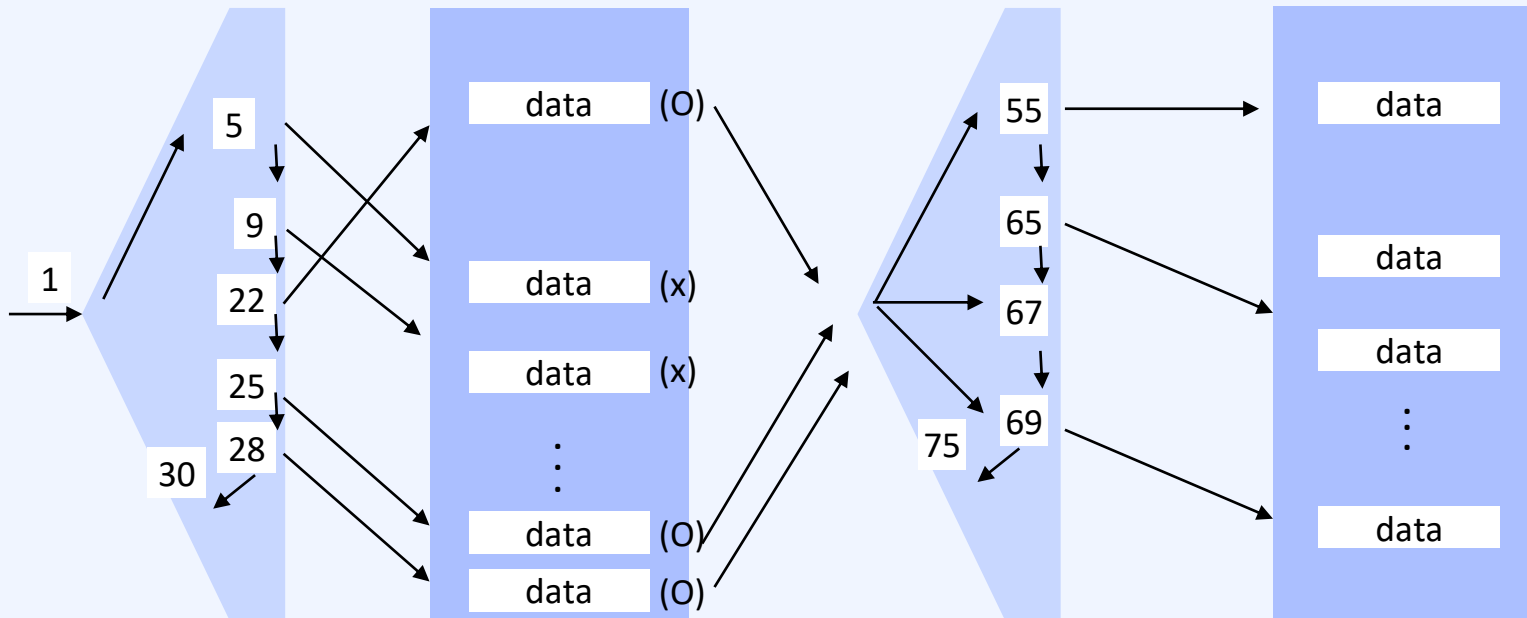 1
5
9
22
25
28
30
data (O)
data (x)
data (x)
⋮
data (O)
data (O)
55
65
67
69
75
data
data
data
⋮
data